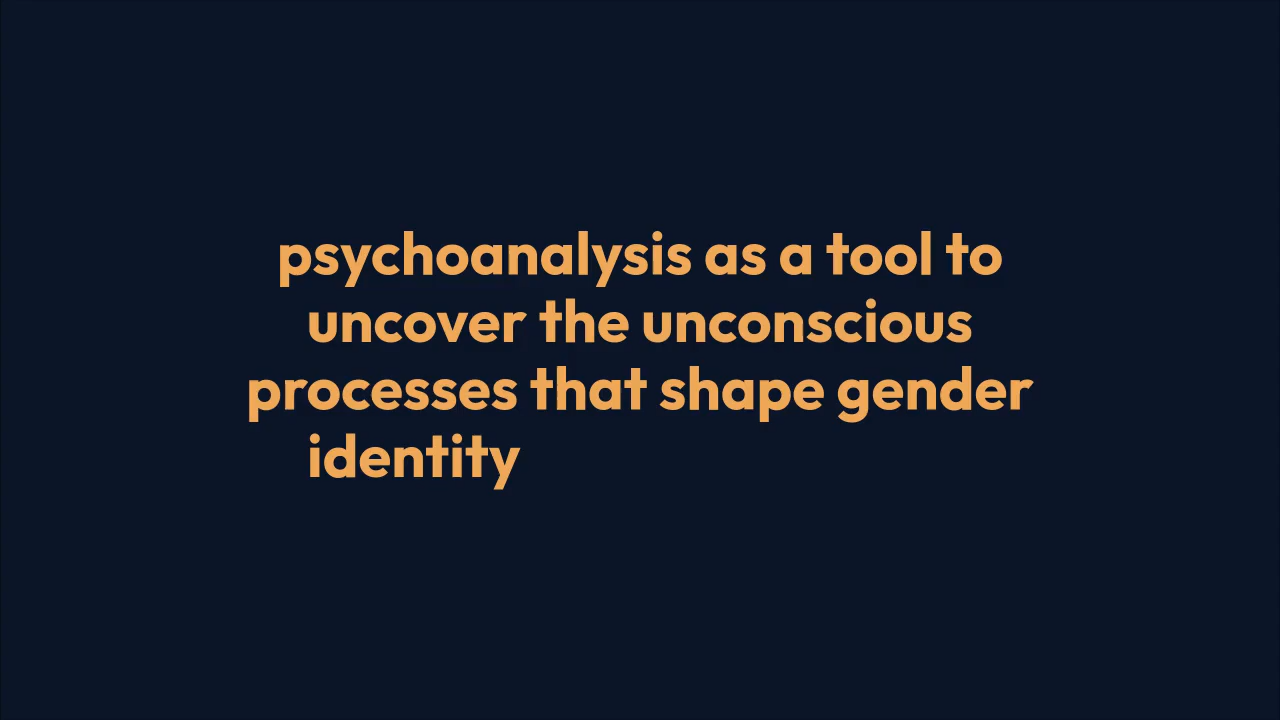 psychoanalysis as a tool to
uncover the unconscious
processes that shape gender
identity